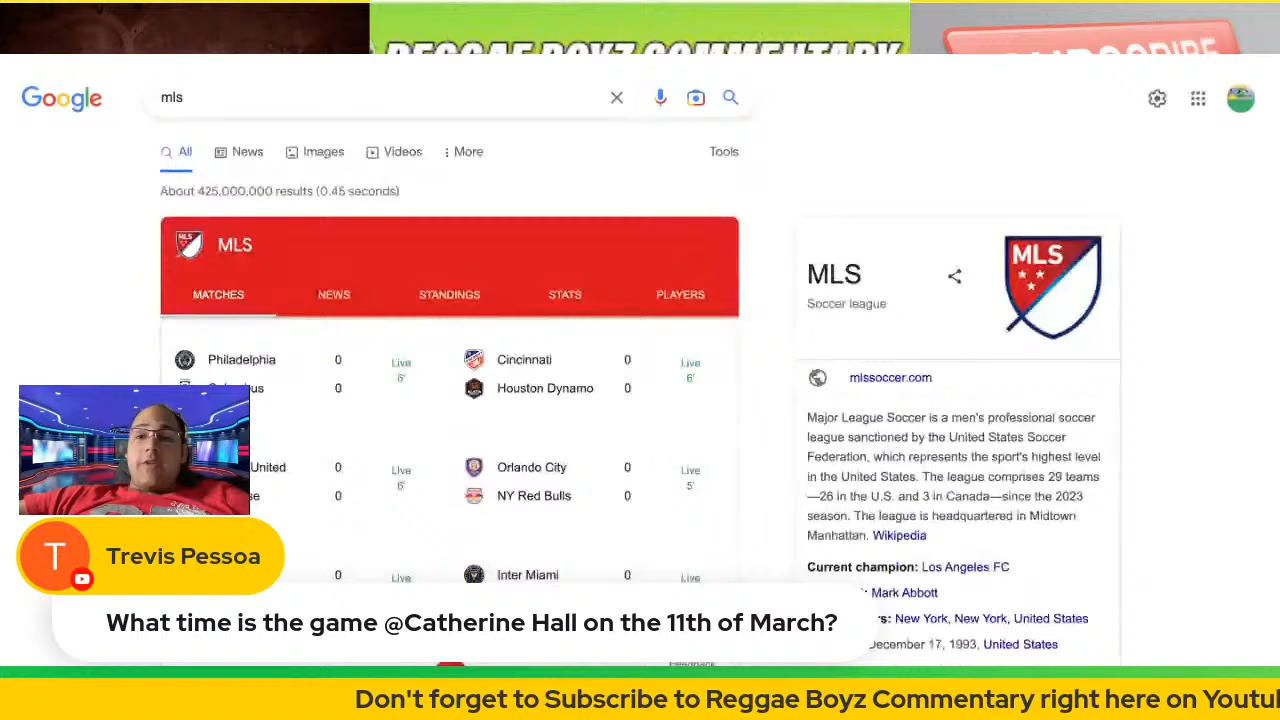 REGGAE BOYZ COMMENTARY
SUBSCRIBE
Google
mls
All
News
Images
Videos
More
Tools
About 425,000,000 results (0.45 seconds)
MLS
MLS
MATCHES
NEWS
STANDINGS
STATS
PLAYERS
Philadelphia 0
0
Live
6'
Cincinnati 0
Houston Dynamo 0
Live
6'
United 0
0
Live
6'
Orlando City 0
NY Red Bulls 0
Live
5'
0
Live
Inter Miami 0
Live
Feedback
MLS
Soccer league
MLS
mlssoccer.com
Major League Soccer is a men's professional soccer
league sanctioned by the United States Soccer
Federation, which represents the sport's highest level
in the United States. The league comprises 29 teams
—26 in the U.S. and 3 in Canada—since the 2023
season. The league is headquartered in Midtown
Manhattan. Wikipedia
Current champion: Los Angeles FC
Mark Abbott
rs: New York, New York, United States
December 17, 1993, United States
T
Trevis Pessoa
What time is the game @Catherine Hall on the 11th of March?
Don't forget to Subscribe to Reggae Boyz Commentary right here on Youtu